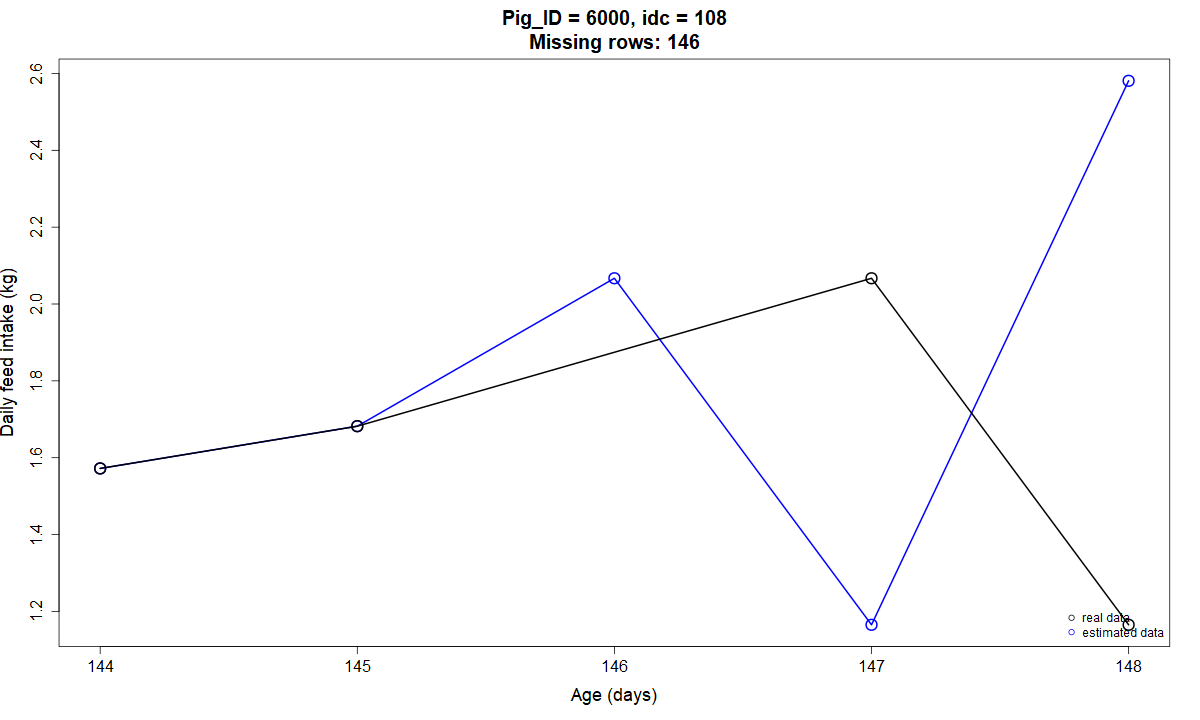 Pig_ID = 6000, idc = 108
Missing rows: 146
Daily feed intake (kg)
2.6
2.4
2.2
2.0
1.8
1.6
1.4
1.2
real data
estimated data
144 145 146 147 148
Age (days)